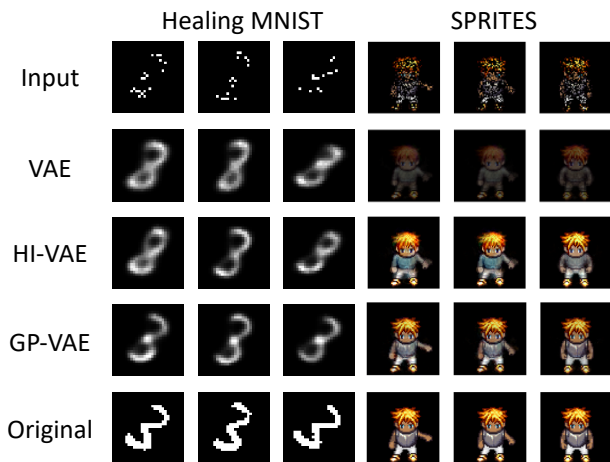 Healing MNIST SPRITES
Input
VAE
HI-VAE
GP-VAE
Original